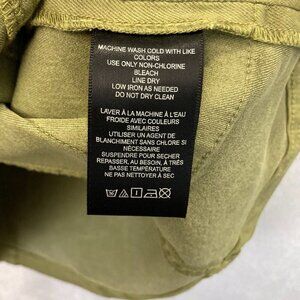 MACHINE WASH COLD WITH LIKE
COLORS
USE ONLY NON-CHLORINE
BLEACH
LINE DRY
LOW IRON AS NEEDED
DO NOT DRY CLEAN
LAVER À LA MACHINE À L'EAU
FROIDE AVEC COULEURS
SIMILAIRES
UTILISER UN AGENT DE
BLANCHIMENT SANS CHLORE SI
NÉCESSAIRE
SUSPENDRE POUR SECHER
REPASSER, AU BESOIN, À TRÈS
BASSE TEMPÉRATURE
NE PAS NETTOYER À SEC